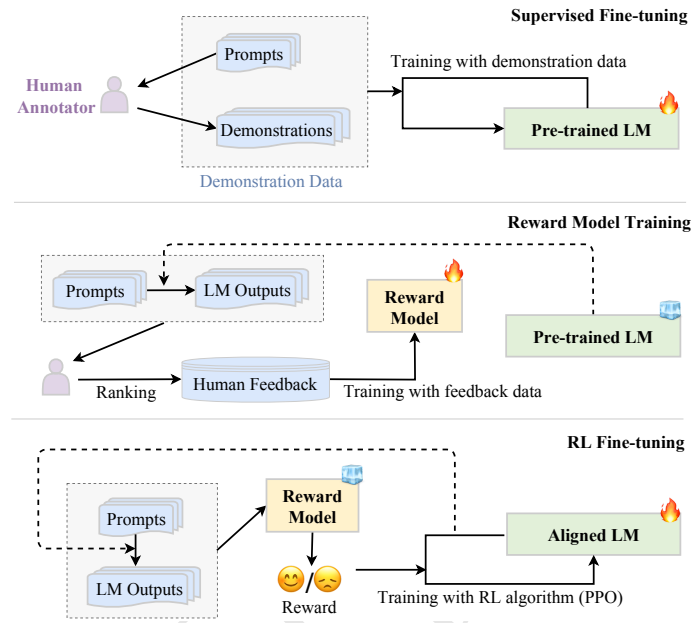 Supervised Fine-tuning
Prompts
Training with demonstration data
Human
Annotator
Demonstrations
Pre-trained LM
Demonstration Data
Reward Model Training
Prompts
LM Outputs
Reward
Model
Pre-trained LM
Ranking
Human Feedback
Training with feedback data
RL Fine-tuning
Prompts
LM Outputs
Reward
Model
Aligned LM
/
Reward
Training with RL algorithm (PPO)